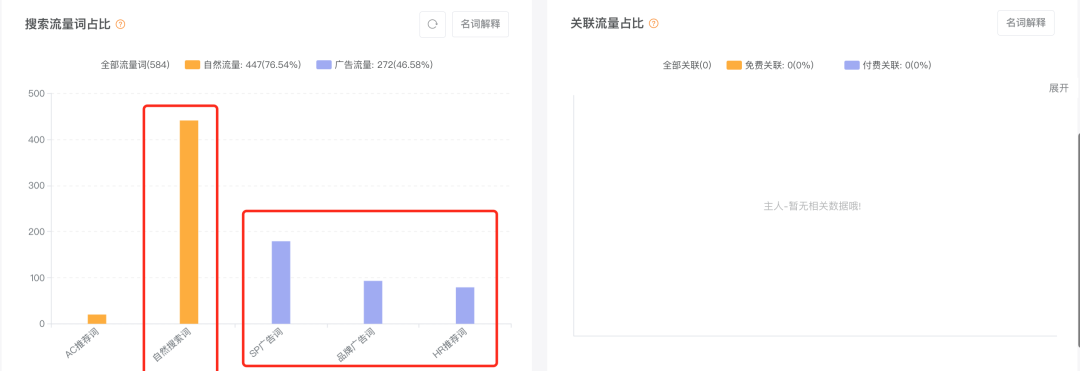 搜索流量词占比
名词解释
全部流量词(584) 自然流量: 447(76.54%) 广告流量: 272(46.58%)
500
400
300
200
100
0
AC推荐词 自然搜索词 SP广告词 品牌广告词 HR推荐词
关联流量占比
名词解释
全部关联(0) 免费关联: 0(0%) 付费关联: 0(0%)
展开
主人~暂无相关数据哦!